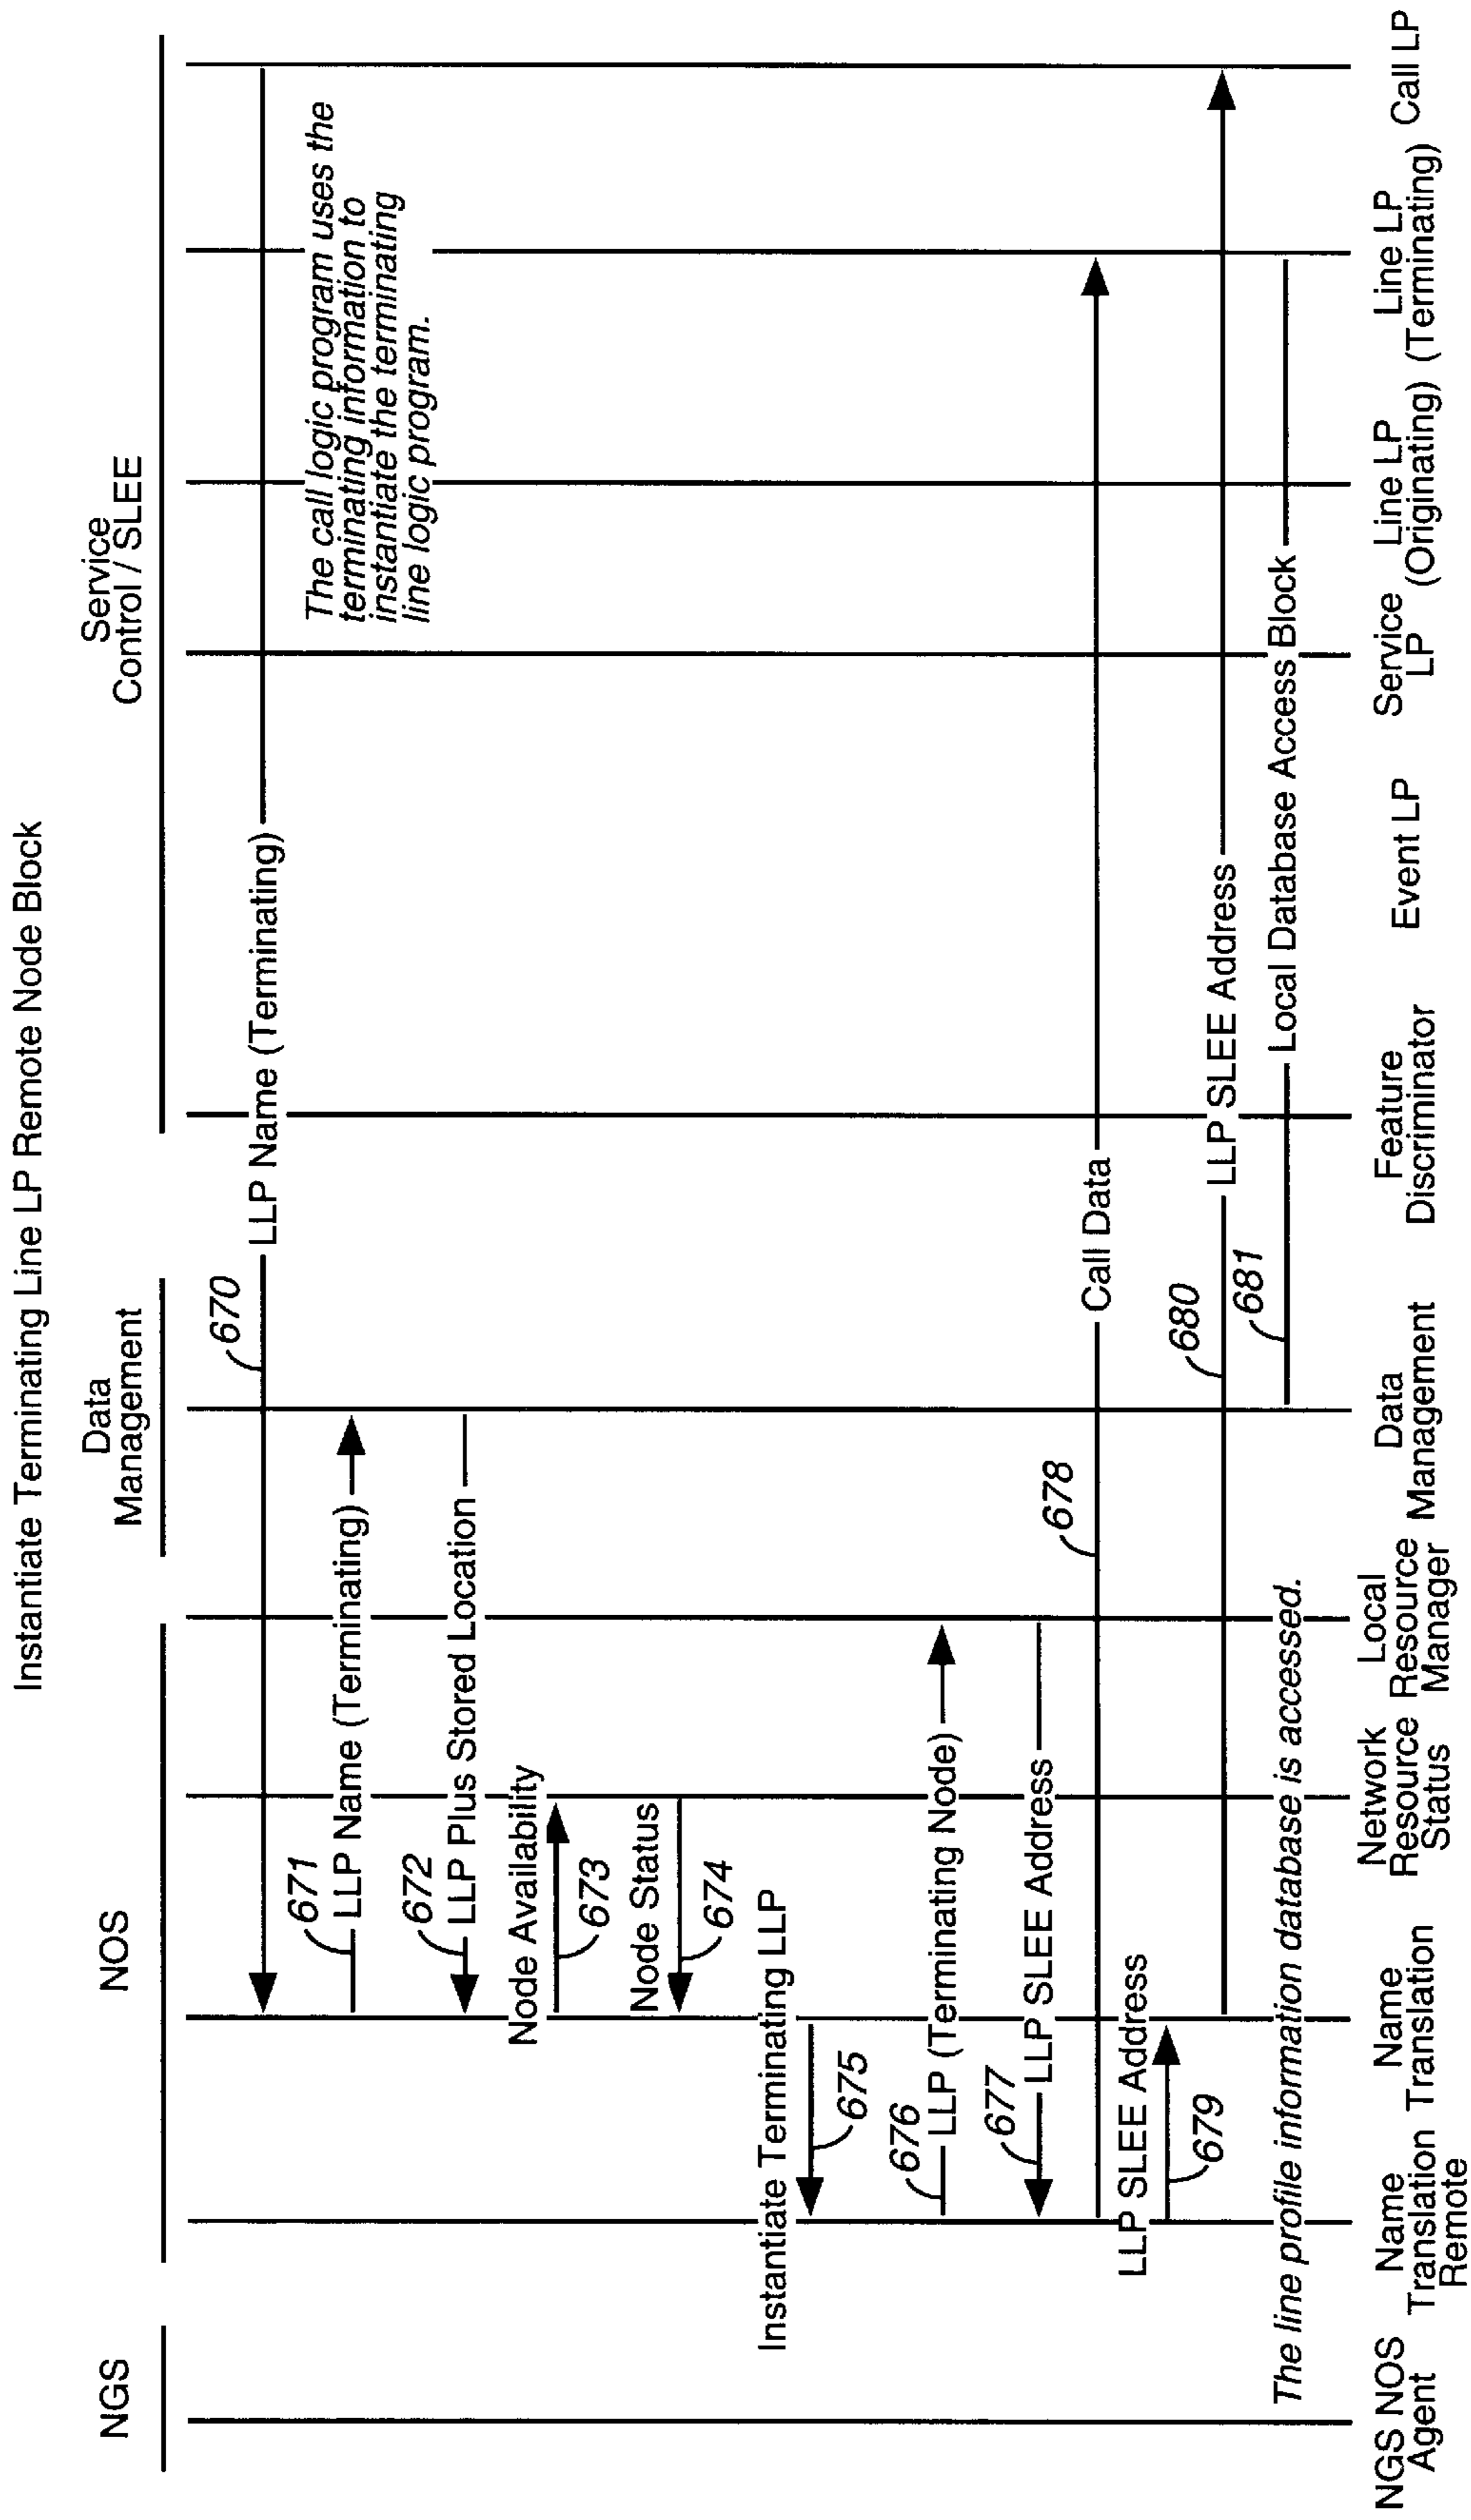 Instantiate Terminating Line LP Remote Node Block
NGS
NOS
Data
Management
Service
Control / SLEE
670
LLP Name (Terminating)
The call logic program uses the
terminating information to
instantiate the terminating
line logic program.
671
LLP Name (Terminating)
672
LLP Plus Stored Location
Node Availability
673
Node Status
674
Instantiate Terminating LLP
675
676
LLP (Terminating Node)
677
LLP SLEE Address
678
Call Data
LLP SLEE Address
679
680
LLP SLEE Address
681
Local Database Access Block
The line profile information database is accessed.
NGS NOS
Agent
Name
Translation
Remote
Name
Translation
Network
Resource
Status
Local
Resource
Manager
Data
Management
Feature
Discriminator
Event LP
Service
LP
Line LP
(Originating)
Line LP
(Terminating)
Call LP